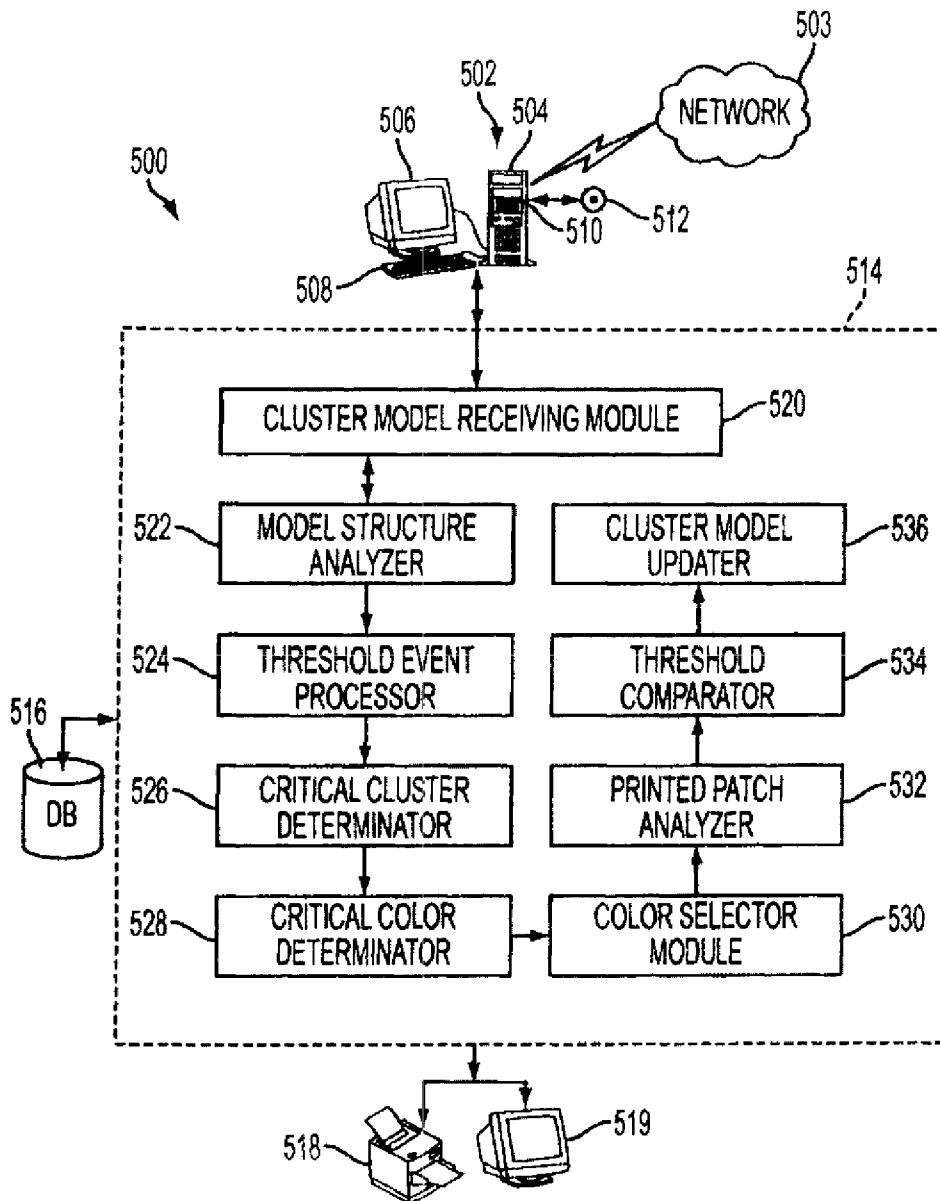 503
502
504
NETWORK
506
500
510
512
508
514
CLUSTER MODEL RECEIVING MODULE
520
522
MODEL STRUCTURE
ANALYZER
CLUSTER MODEL
UPDATER
536
524
THRESHOLD EVENT
PROCESSOR
THRESHOLD
COMPARATOR
534
516
DB
526
CRITICAL CLUSTER
DETERMINATOR
PRINTED PATCH
ANALYZER
532
528
CRITICAL COLOR
DETERMINATOR
COLOR SELECTOR
MODULE
530
518
519